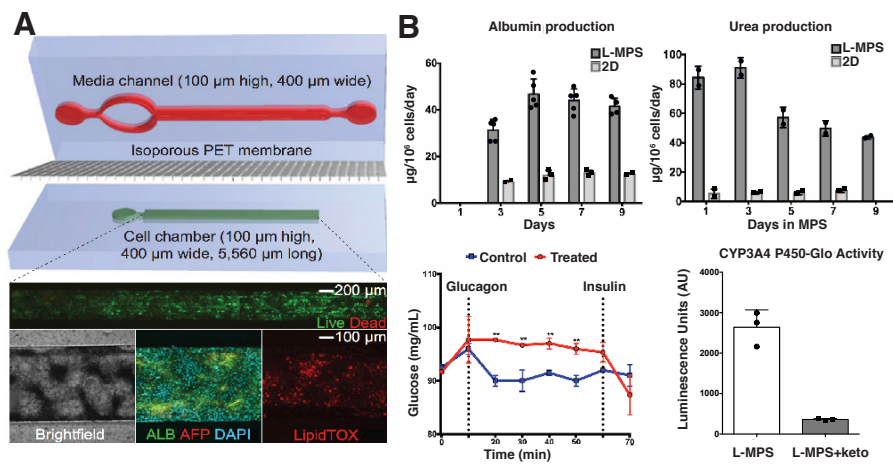 A
Media channel (100 µm high, 400 µm wide)
Isoporous PET membrane
Cell chamber (100 µm high,
400 µm wide, 5,560 µm long)
200 µm
Live Dead
100 µm
Brightfield
ALB AFP DAPI
LipidTOX
B
Albumin production
L-MPS
2D
µg/10⁶ cells/day
60
40
20
0
1 3 5 7 9
Days
Urea production
L-MPS
2D
µg/10⁶ cells/day
100
80
60
40
20
0
1 3 5 7 9
Days in MPS
Control Treated
Glucagon Insulin
Glucose (mg/mL)
110
100
90
80
** ** ** **
0 20 30 40 50 70
Time (min)
CYP3A4 P450-Glo Activity
Luminescence Units (AU)
4000
3000
2000
1000
0
L-MPS L-MPS+keto